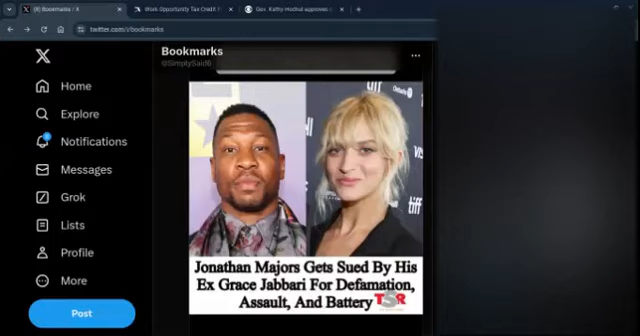 (8) Bookmarks / X
Work Opportunity Tax Credit
Gov. Kathy Hochul approves
twitter.com/i/bookmarks
Bookmarks
@SimplySaid6
Home
Explore
Notifications
Messages
Grok
Lists
Profile
More
Post
Jonathan Majors Gets Sued By His
Ex Grace Jabbari For Defamation,
Assault, And Battery TSR
tiff